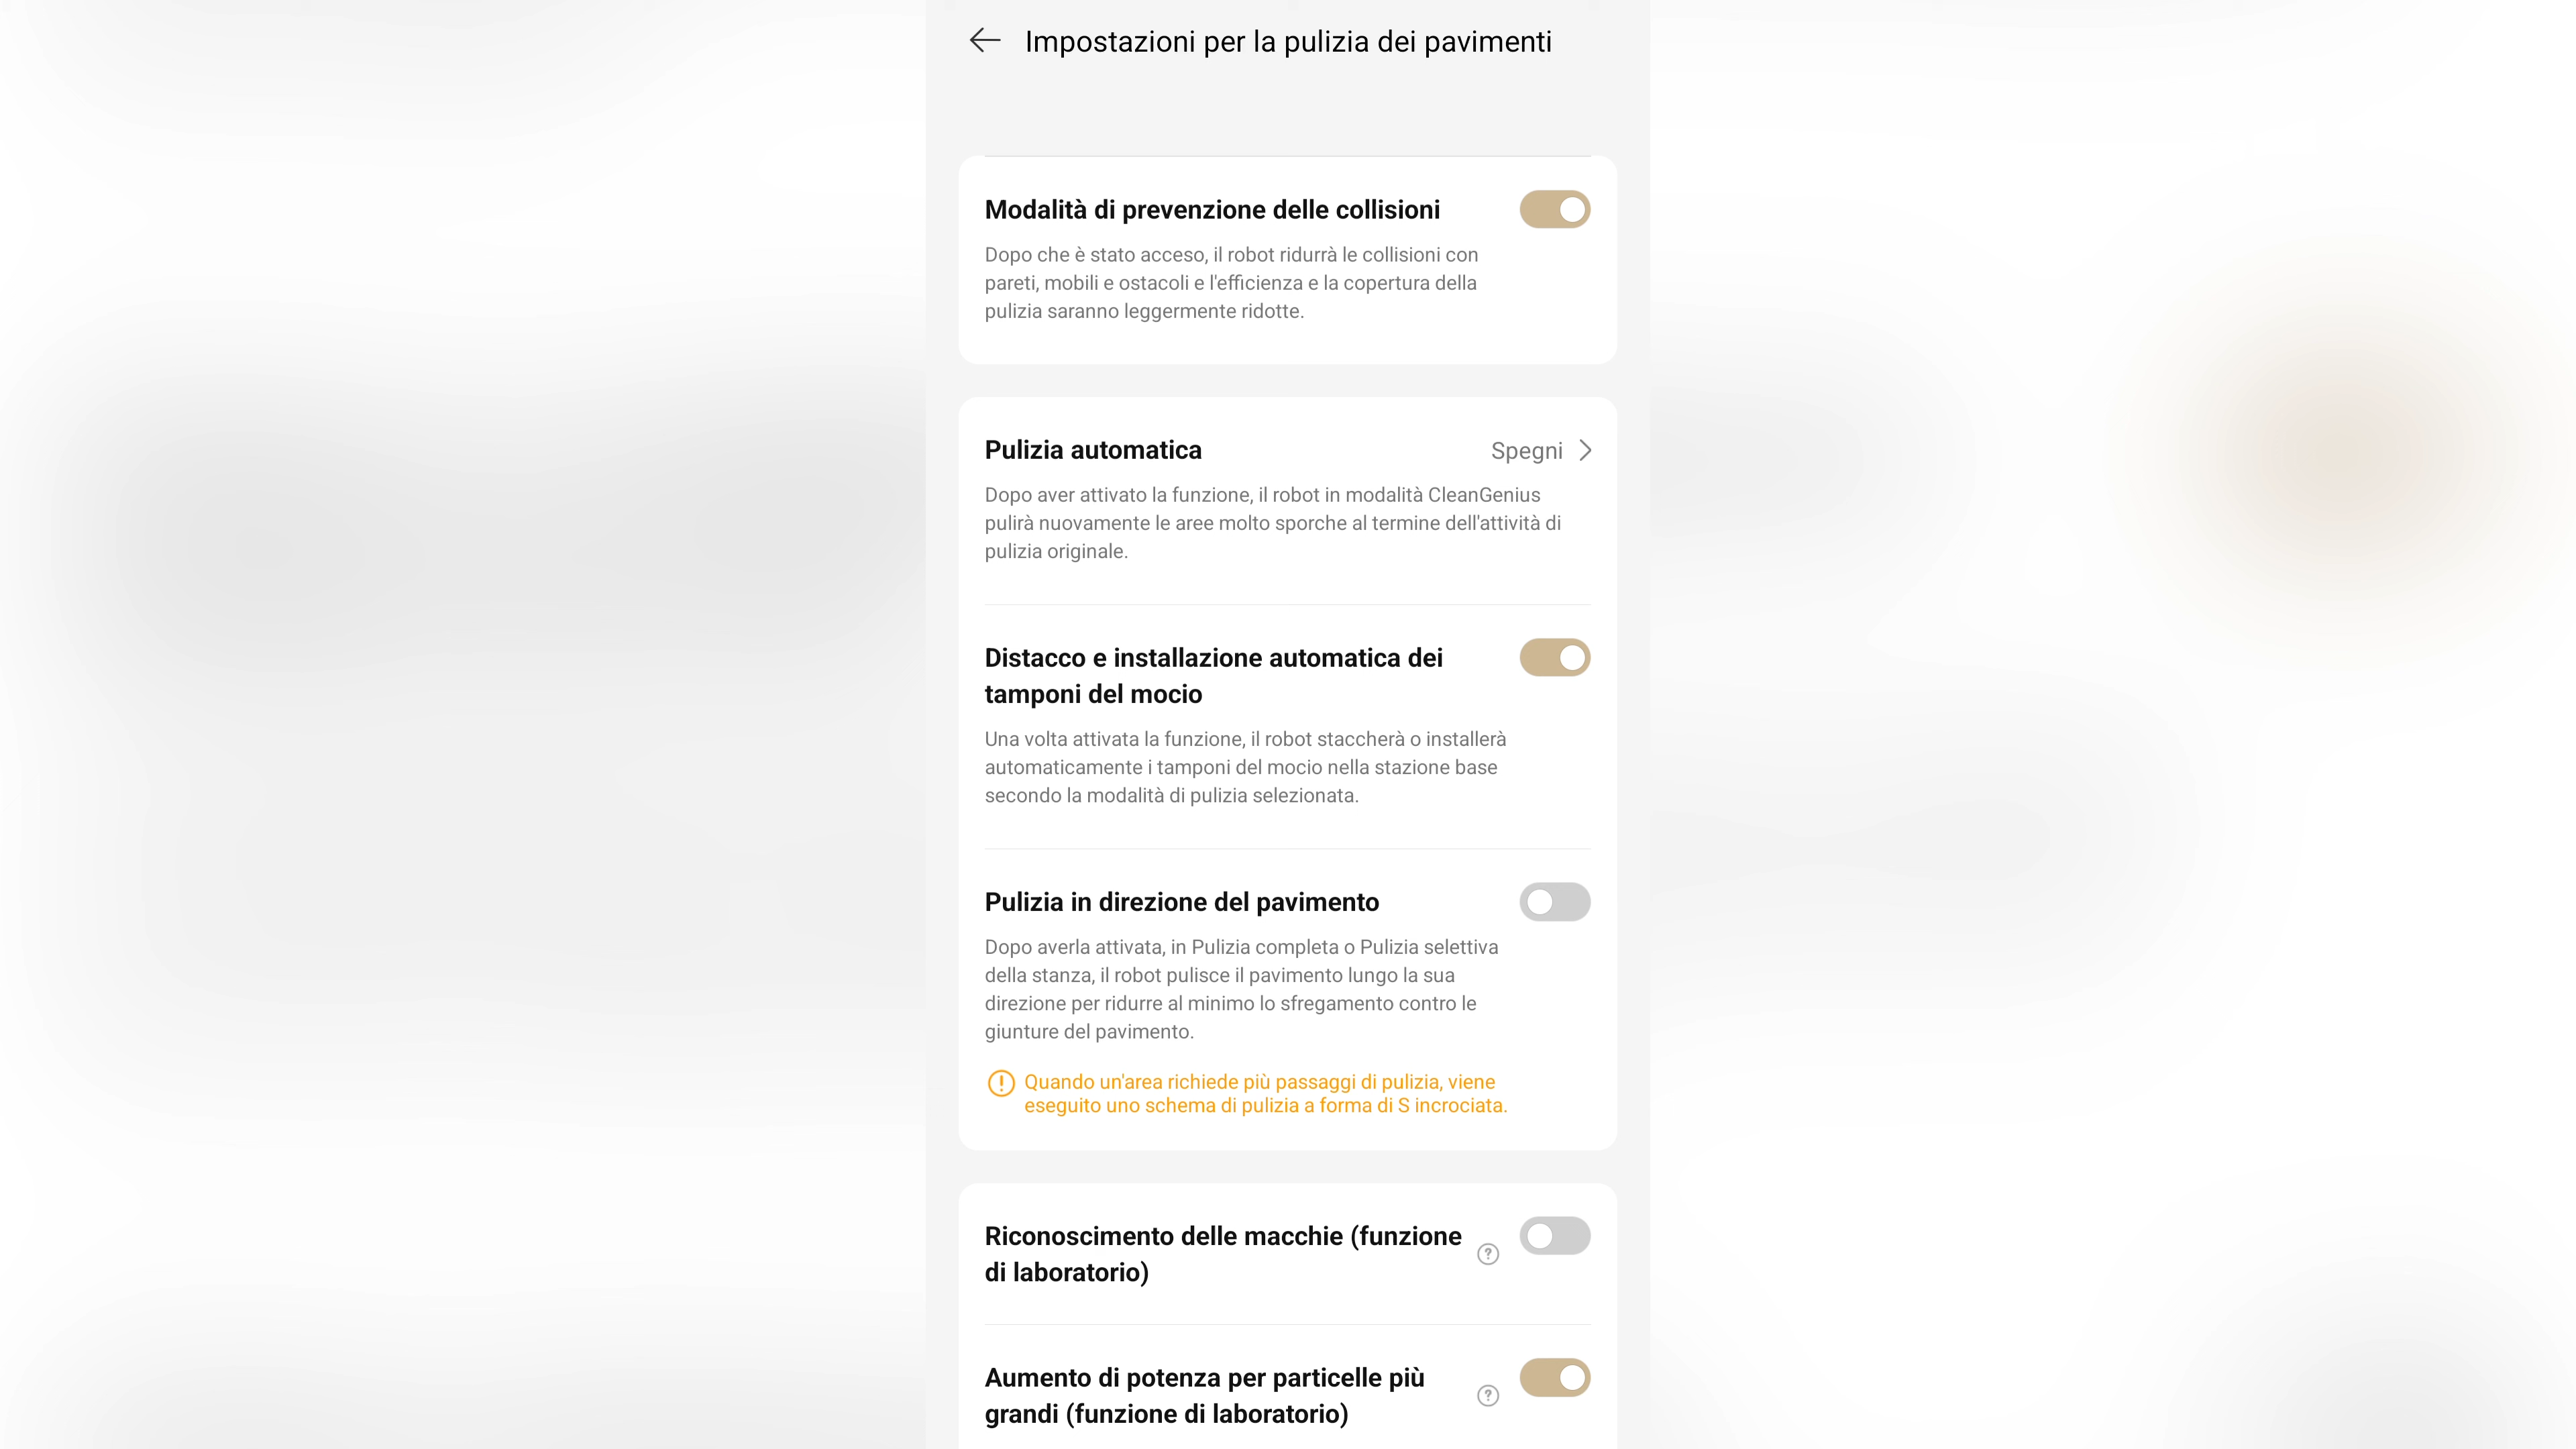 Impostazioni per la pulizia dei pavimenti
Modalità di prevenzione delle collisioni
Dopo che è stato acceso, il robot ridurrà le collisioni con
pareti, mobili e ostacoli e l'efficienza e la copertura della
pulizia saranno leggermente ridotte.
Pulizia automatica
Spegni
Dopo aver attivato la funzione, il robot in modalità CleanGenius
pulirà nuovamente le aree molto sporche al termine dell'attività di
pulizia originale.
Distacco e installazione automatica dei
tamponi del mocio
Una volta attivata la funzione, il robot staccherà o installerà
automaticamente i tamponi del mocio nella stazione base
secondo la modalità di pulizia selezionata.
Pulizia in direzione del pavimento
Dopo averla attivata, in Pulizia completa o Pulizia selettiva
della stanza, il robot pulisce il pavimento lungo la sua
direzione per ridurre al minimo lo sfregamento contro le
giunture del pavimento.
Quando un'area richiede più passaggi di pulizia, viene
eseguito uno schema di pulizia a forma di S incrociata.
Riconoscimento delle macchie (funzione
di laboratorio)
Aumento di potenza per particelle più
grandi (funzione di laboratorio)